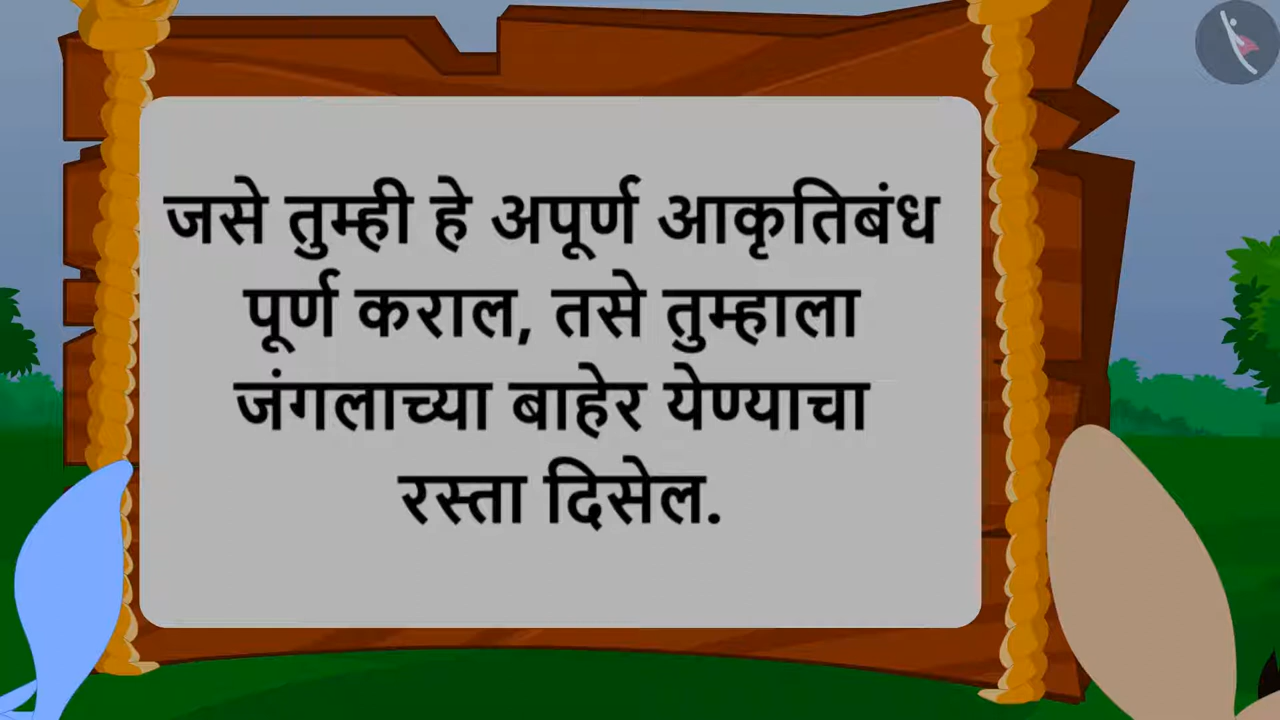 जसे तुम्ही हे अपूर्ण आकृतिबंध
पूर्ण कराल, तसे तुम्हाला
जंगलाच्या बाहेर येण्याचा
रस्ता दिसेल.